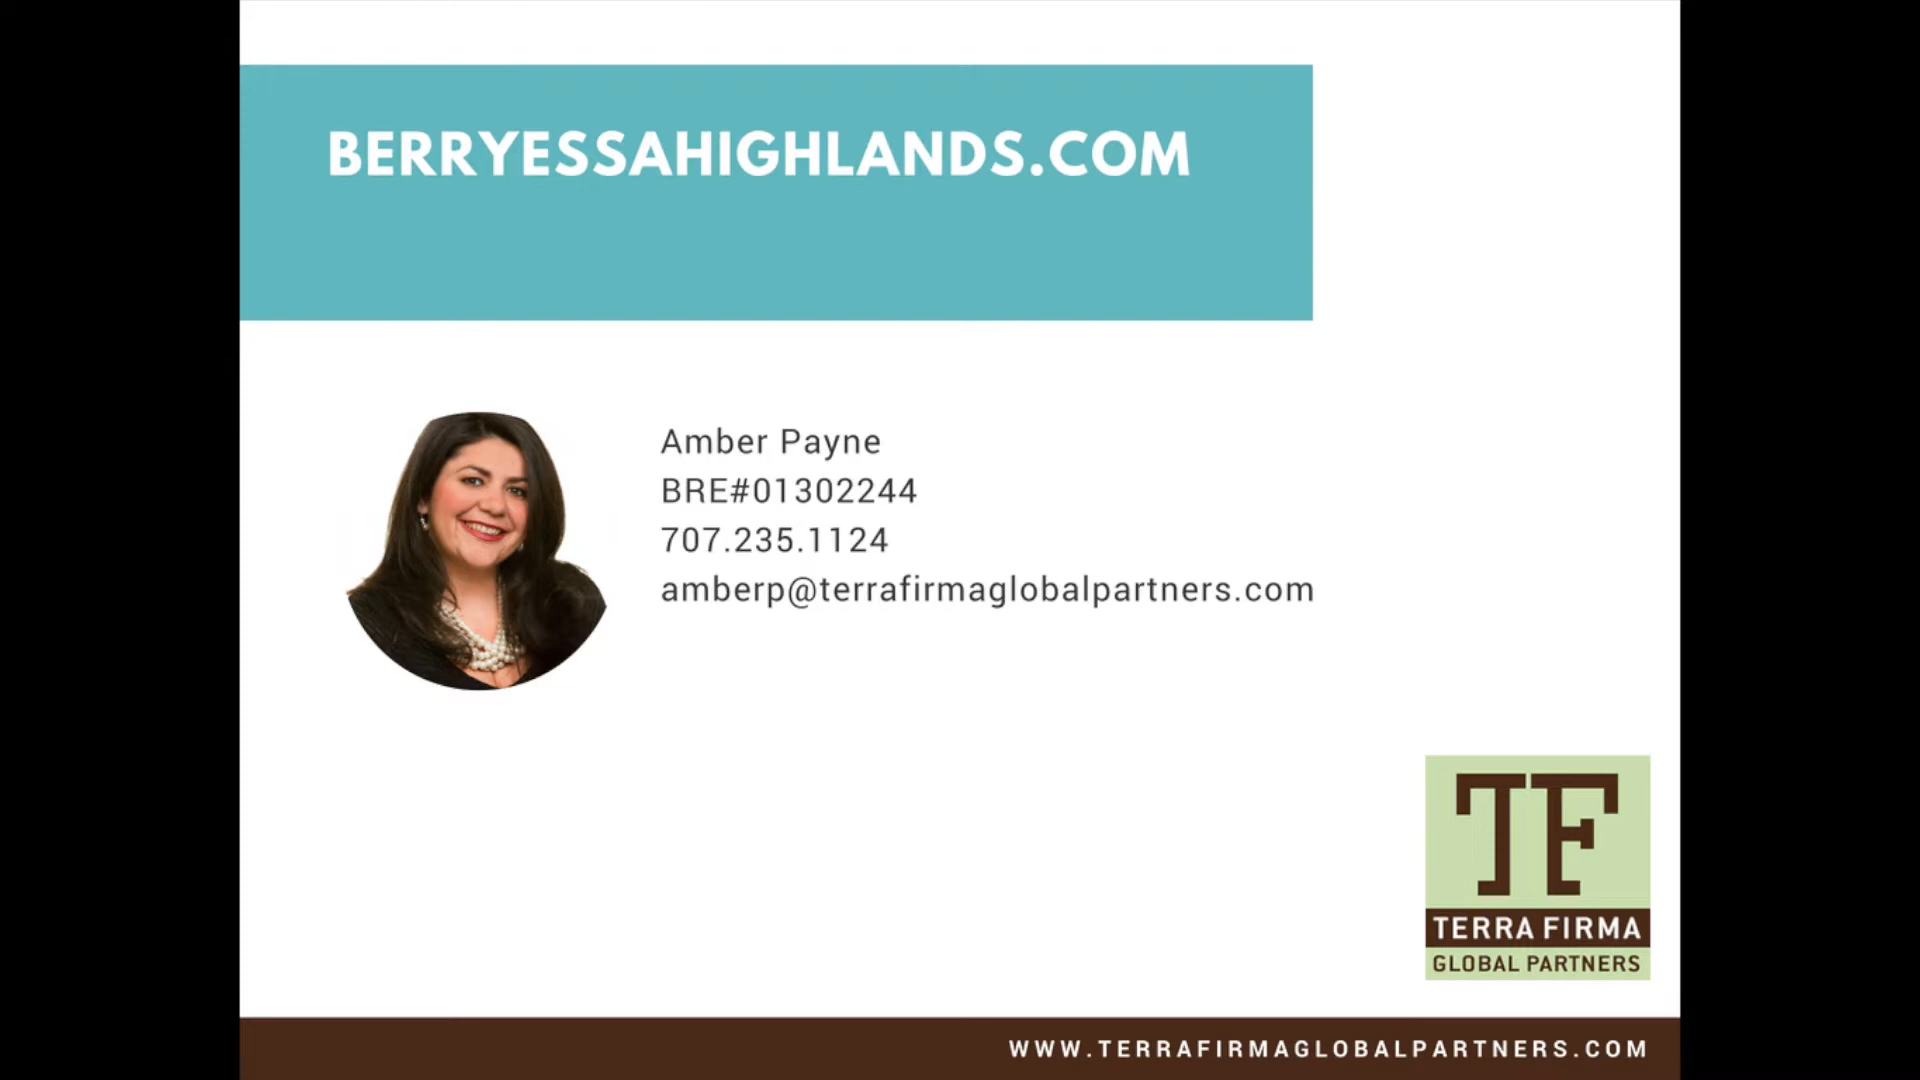 BERRYESSAHIGHLANDS.COM
Amber Payne
BRE#01302244
707.235.1124
amberp@terrafirmaglobalpartners.com
TF
TERRA FIRMA
GLOBAL PARTNERS
WWW.TERRAFIRMAGLOBALPARTNERS.COM